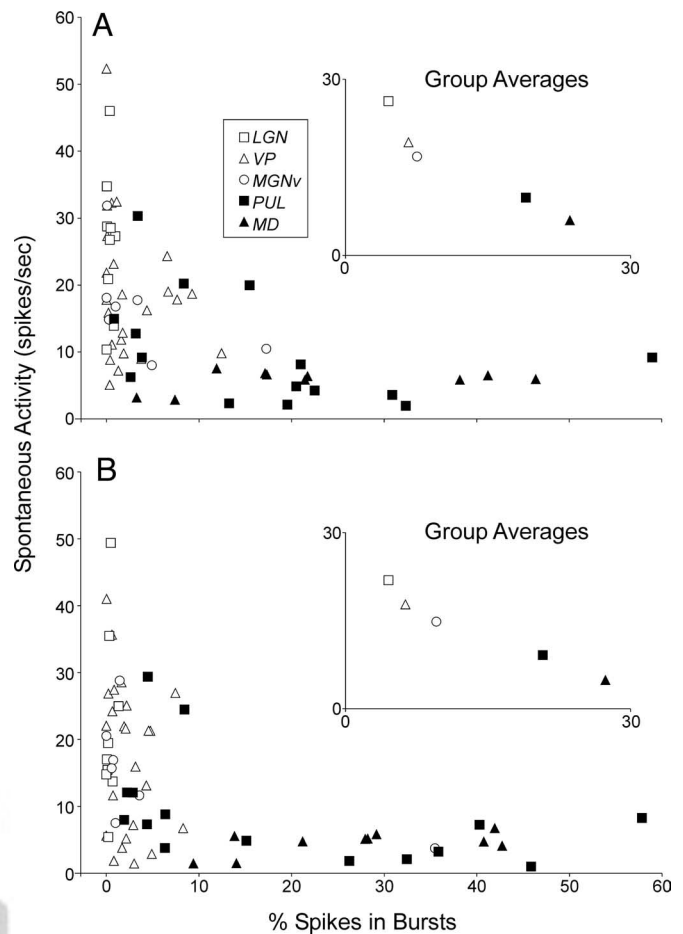 A
60
50
40
30
20
10
0
□ LGN
△ VP
○ MGNv
■ PUL
▲ MD
Group Averages
30
0
0
30
Spontaneous Activity (spikes/sec)
B
60
50
40
30
20
10
0
Group Averages
30
0
0
30
0 10 20 30 40 50 60
% Spikes in Bursts